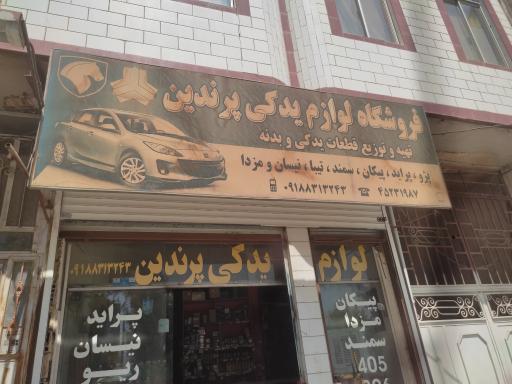 فروشگاه لوازم یدکی پرندین
تهیه و توزیع قطعات یدکی و بدنه
پژو ، پراید ، پیکان ، سمند ، تیبا ، نیسان و مزدا
۰۹۱۸۸۳۱۳۲۴۳ ۴۵۲۳۱۹۸۷
لوازم یدکی پرندین ۰۹۱۸۸۳۱۳۲۴۳
پیکان
مزدا
سمند
405
پراید
نیسان
ریو